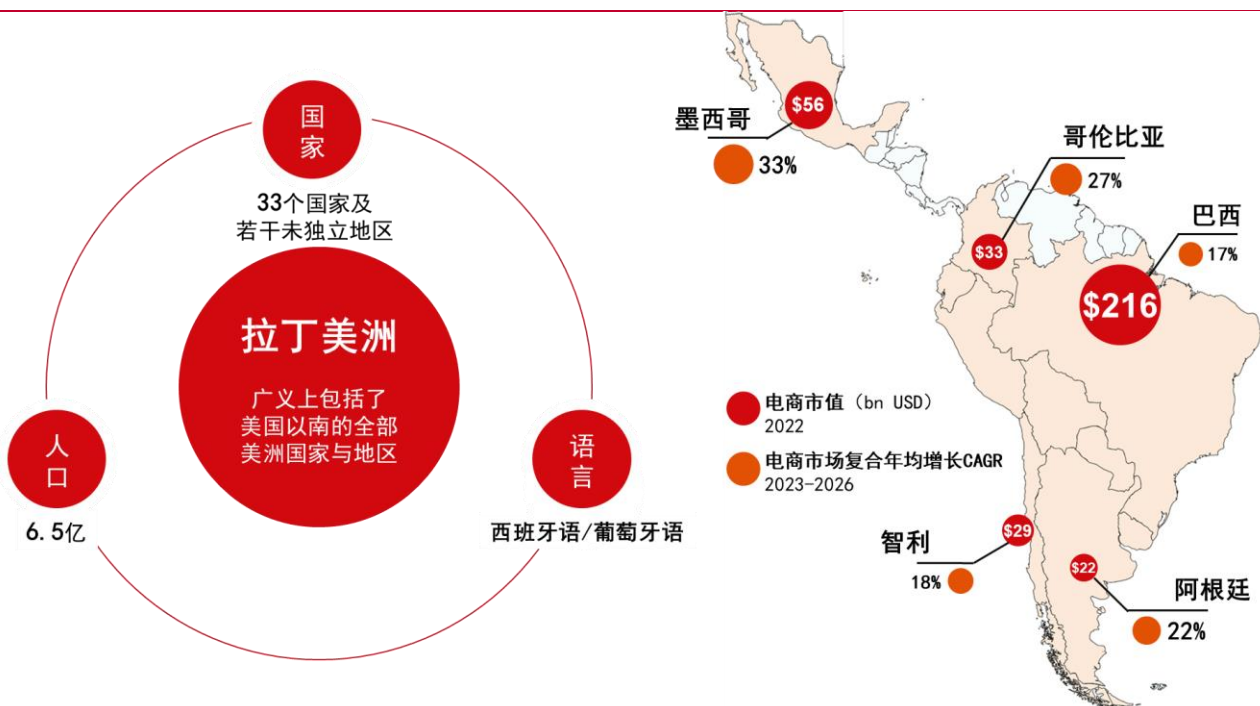 国
家
33个国家及
若干未独立地区
拉丁美洲
广义上包括了
美国以南的全部
美洲国家与地区
人
口
6.5亿
语
言
西班牙语/葡萄牙语
$56
墨西哥
33%
哥伦比亚
27%
$33
巴西
17%
$216
电商市值（bn USD）
2022
电商市场复合年均增长CAGR
2023-2026
$29
智利
18%
$22
阿根廷
22%